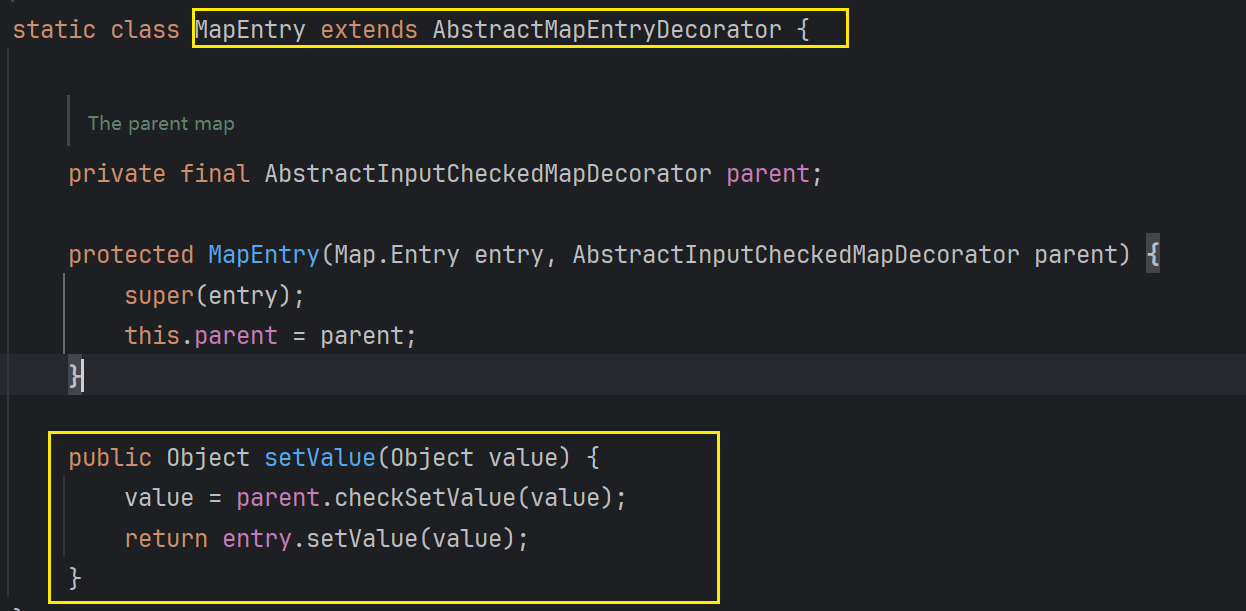 static class MapEntry extends AbstractMapEntryDecorator {
The parent map
private final AbstractInputCheckedMapDecorator parent;
protected MapEntry(Map.Entry entry, AbstractInputCheckedMapDecorator parent) {
super(entry);
this.parent = parent;
}
public Object setValue(Object value) {
value = parent.checkSetValue(value);
return entry.setValue(value);
}